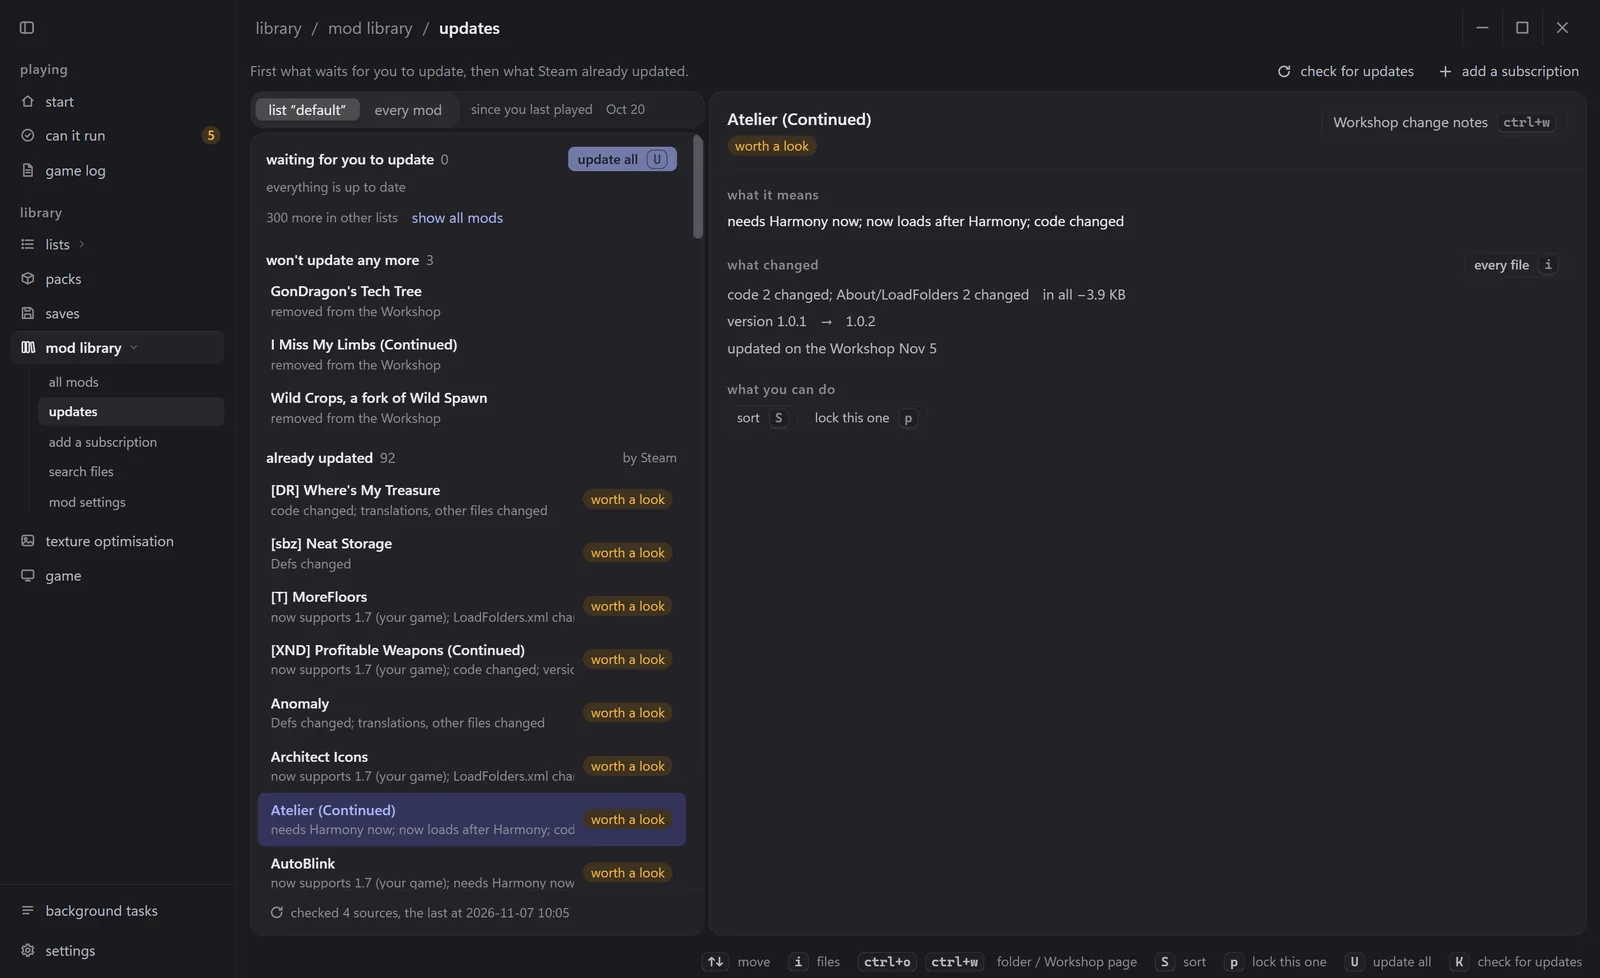 playing
start
can it run 5
game log
library
lists
packs
saves
mod library
all mods
updates
add a subscription
search files
mod settings
texture optimisation
game
background tasks
settings
library / mod library / updates
First what waits for you to update, then what Steam already updated.
check for updates
add a subscription
list “default” every mod since you last played Oct 20
waiting for you to update 0 update all U
everything is up to date
300 more in other lists show all mods
won't update any more 3
GonDragon's Tech Tree
removed from the Workshop
I Miss My Limbs (Continued)
removed from the Workshop
Wild Crops, a fork of Wild Spawn
removed from the Workshop
already updated 92 by Steam
[DR] Where's My Treasure
code changed; translations, other files changed
worth a look
[sbz] Neat Storage
Defs changed
worth a look
[T] MoreFloors
now supports 1.7 (your game); LoadFolders.xml chai
worth a look
[XND] Profitable Weapons (Continued)
now supports 1.7 (your game); code changed; versic
worth a look
Anomaly
Defs changed; translations, other files changed
worth a look
Architect Icons
now supports 1.7 (your game); LoadFolders.xml chai
worth a look
Atelier (Continued)
needs Harmony now; now loads after Harmony; cod
worth a look
AutoBlink
now supports 1.7 (your game); needs Harmony now
worth a look
checked 4 sources, the last at 2026-11-07 10:05
Atelier (Continued)
worth a look
Workshop change notes ctrl+w
what it means
needs Harmony now; now loads after Harmony; code changed
what changed
every file i
code 2 changed; About/LoadFolders 2 changed in all −3.9 KB
version 1.0.1 → 1.0.2
updated on the Workshop Nov 5
what you can do
sort S lock this one p
↑↓ move i files ctrl+o ctrl+w folder / Workshop page S sort p lock this one U update all K check for updates